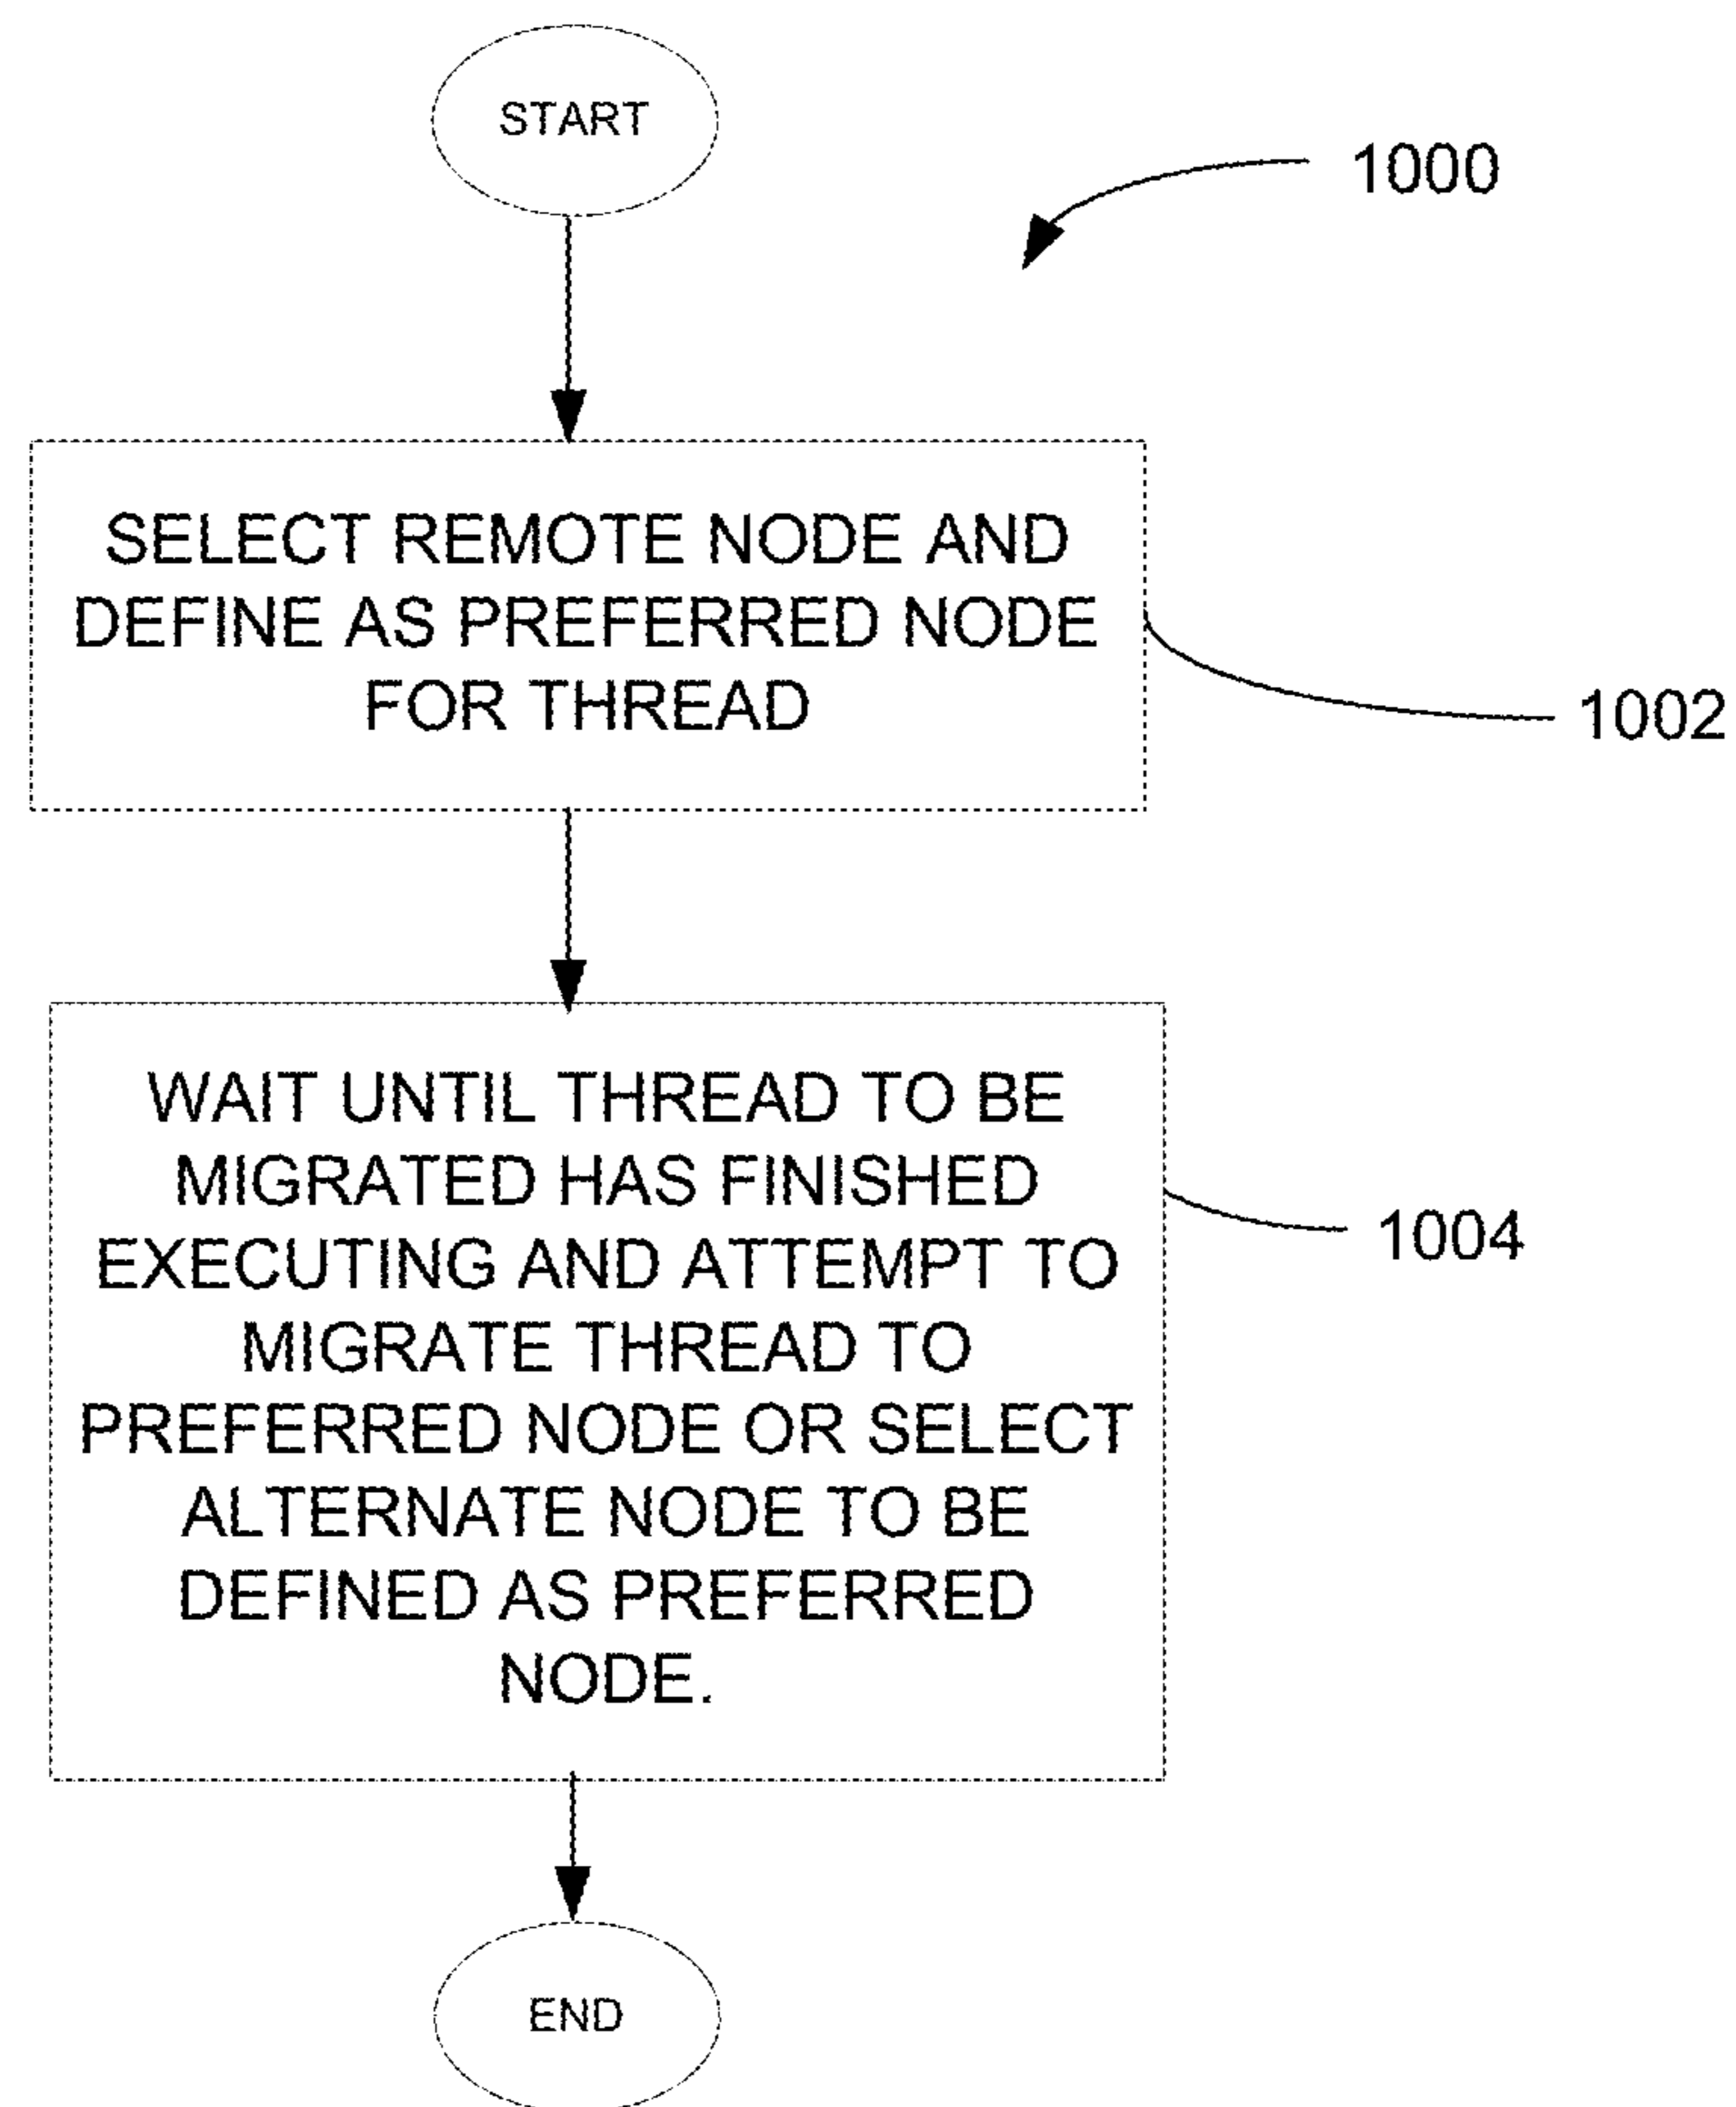 START
1000
SELECT REMOTE NODE AND
DEFINE AS PREFERRED NODE
FOR THREAD
1002
WAIT UNTIL THREAD TO BE
MIGRATED HAS FINISHED
EXECUTING AND ATTEMPT TO
MIGRATE THREAD TO
PREFERRED NODE OR SELECT
ALTERNATE NODE TO BE
DEFINED AS PREFERRED
NODE.
1004
END